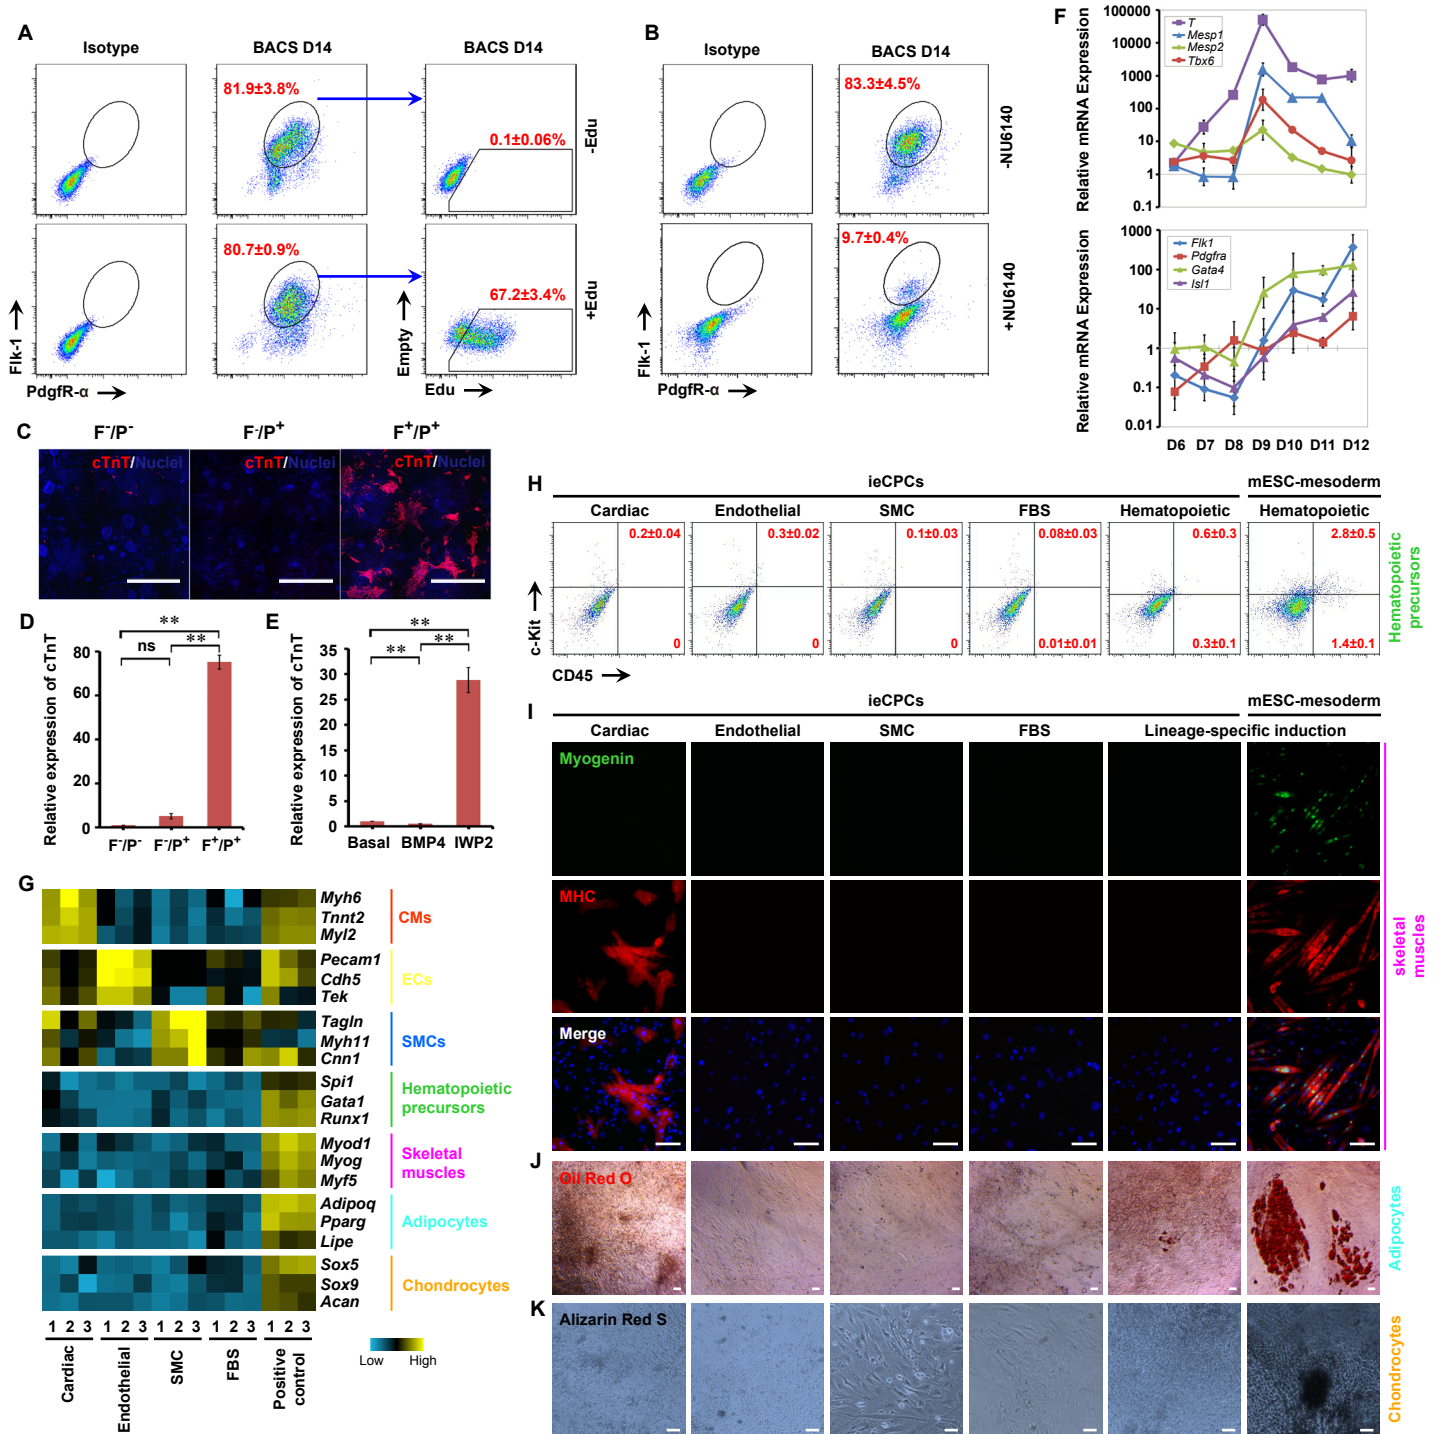 A
Isotype
BACS D14
BACS D14
81.9±3.8%
0.1±0.06%
-Edu
80.7±0.9%
67.2±3.4%
+Edu
Flk-1
PdgfR-α
Empty
Edu
B
Isotype
BACS D14
83.3±4.5%
-NU6140
9.7±0.4%
+NU6140
Flk-1
PdgfR-α
F
Relative mRNA Expression
100000
10000
1000
100
10
1
0.1
T
Mesp1
Mesp2
Tbx6
Relative mRNA Expression
1000
100
10
1
0.1
0.01
Flk1
Pdgfra
Gata4
Isl1
D6 D7 D8 D9 D10 D11 D12
C
F-/P-
F-/P+
F+/P+
cTnT/Nuclei
cTnT/Nuclei
cTnT/Nuclei
D
Relative expression of cTnT
80
60
40
20
0
**
ns
**
F-/P- F-/P+ F+/P+
E
Relative expression of cTnT
35
30
25
20
15
10
5
0
**
**
**
Basal BMP4 IWP2
G
Myh6
Tnnt2
Myl2
CMs
Pecam1
Cdh5
Tek
ECs
Tagln
Myh11
Cnn1
SMCs
Spi1
Gata1
Runx1
Hematopoietic
precursors
Myod1
Myog
Myf5
Skeletal
muscles
Adipoq
Pparg
Lipe
Adipocytes
Sox5
Sox9
Acan
Chondrocytes
1 2 3 1 2 3 1 2 3 1 2 3 1 2 3
Cardiac
Endothelial
SMC
FBS
Positive
control
Low High
H
ieCPCs
mESC-mesoderm
Cardiac
Endothelial
SMC
FBS
Hematopoietic
Hematopoietic
0.2±0.04
0.3±0.02
0.1±0.03
0.08±0.03
0.6±0.3
2.8±0.5
0
0
0
0.01±0.01
0.3±0.1
1.4±0.1
c-Kit
CD45
Hematopoietic
precursors
I
ieCPCs
mESC-mesoderm
Cardiac
Endothelial
SMC
FBS
Lineage-specific induction
Myogenin
MHC
Merge
skeletal
muscles
J
Oil Red O
Adipocytes
K
Alizarin Red S
Chondrocytes